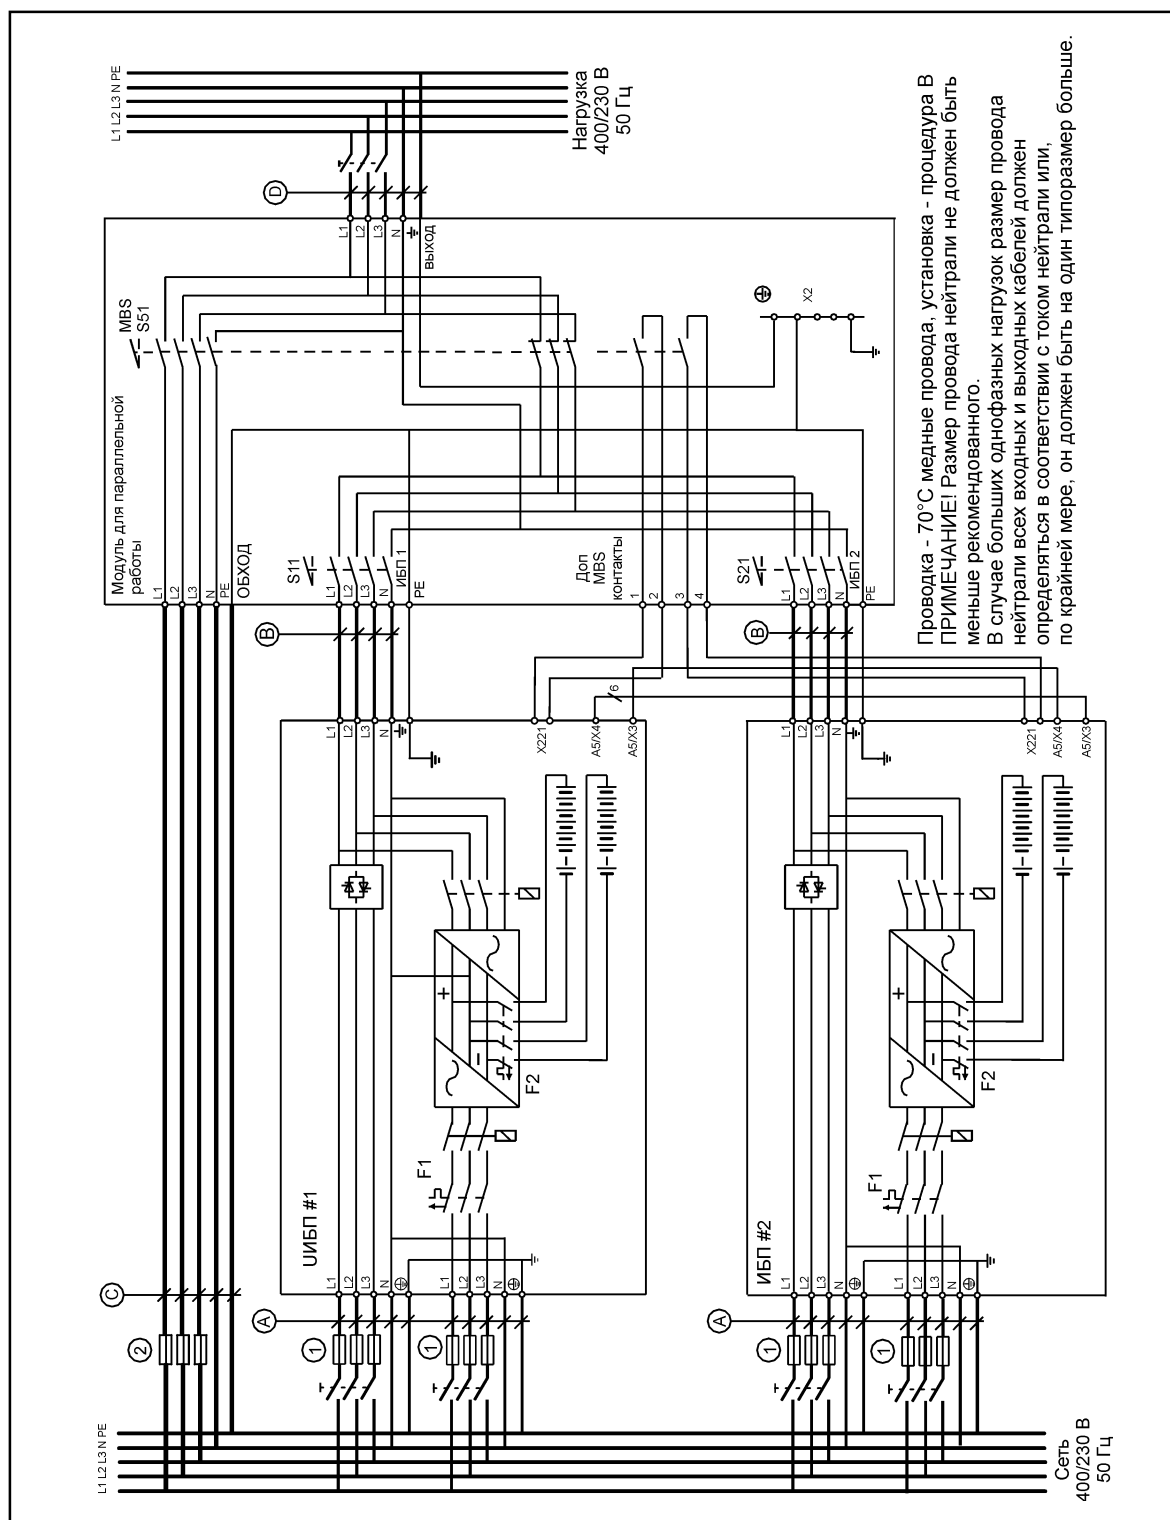 L1 L2 L3 N PE
Нагрузка
400/230 В
50 Гц
D
L1
L2
L3
N
выход
MBS
S51
X2
Модуль для параллельной
работы
L1
L2
L3
N
PE
ОБХОД
S11
L1
L2
L3
N
ИБП 1
PE
Доп
MBS
контакты
1
2
3
4
S21
L1
L2
L3
N
ИБП 2
PE
B
B
6
L1
L2
L3
N
X221
A5/X4
A5/X3
L1
L2
L3
N
X221
A5/X4
A5/X3
+
–
F2
F1
UИБП #1
L1
L2
L3
N
L1
L2
L3
N
+
–
F2
F1
ИБП #2
L1
L2
L3
N
L1
L2
L3
N
C
A
A
2
1
1
1
1
L1 L2 L3 N PE
Сеть
400/230 В
50 Гц
Проводка - 70°C медные провода, установка - процедура В
ПРИМЕЧАНИЕ! Размер провода нейтрали не должен быть
меньше рекомендованного.
В случае больших однофазных нагрузок размер провода
нейтрали всех входных и выходных кабелей должен
определяться в соответствии с током нейтрали или,
по крайней мере, он должен быть на один типоразмер больше.